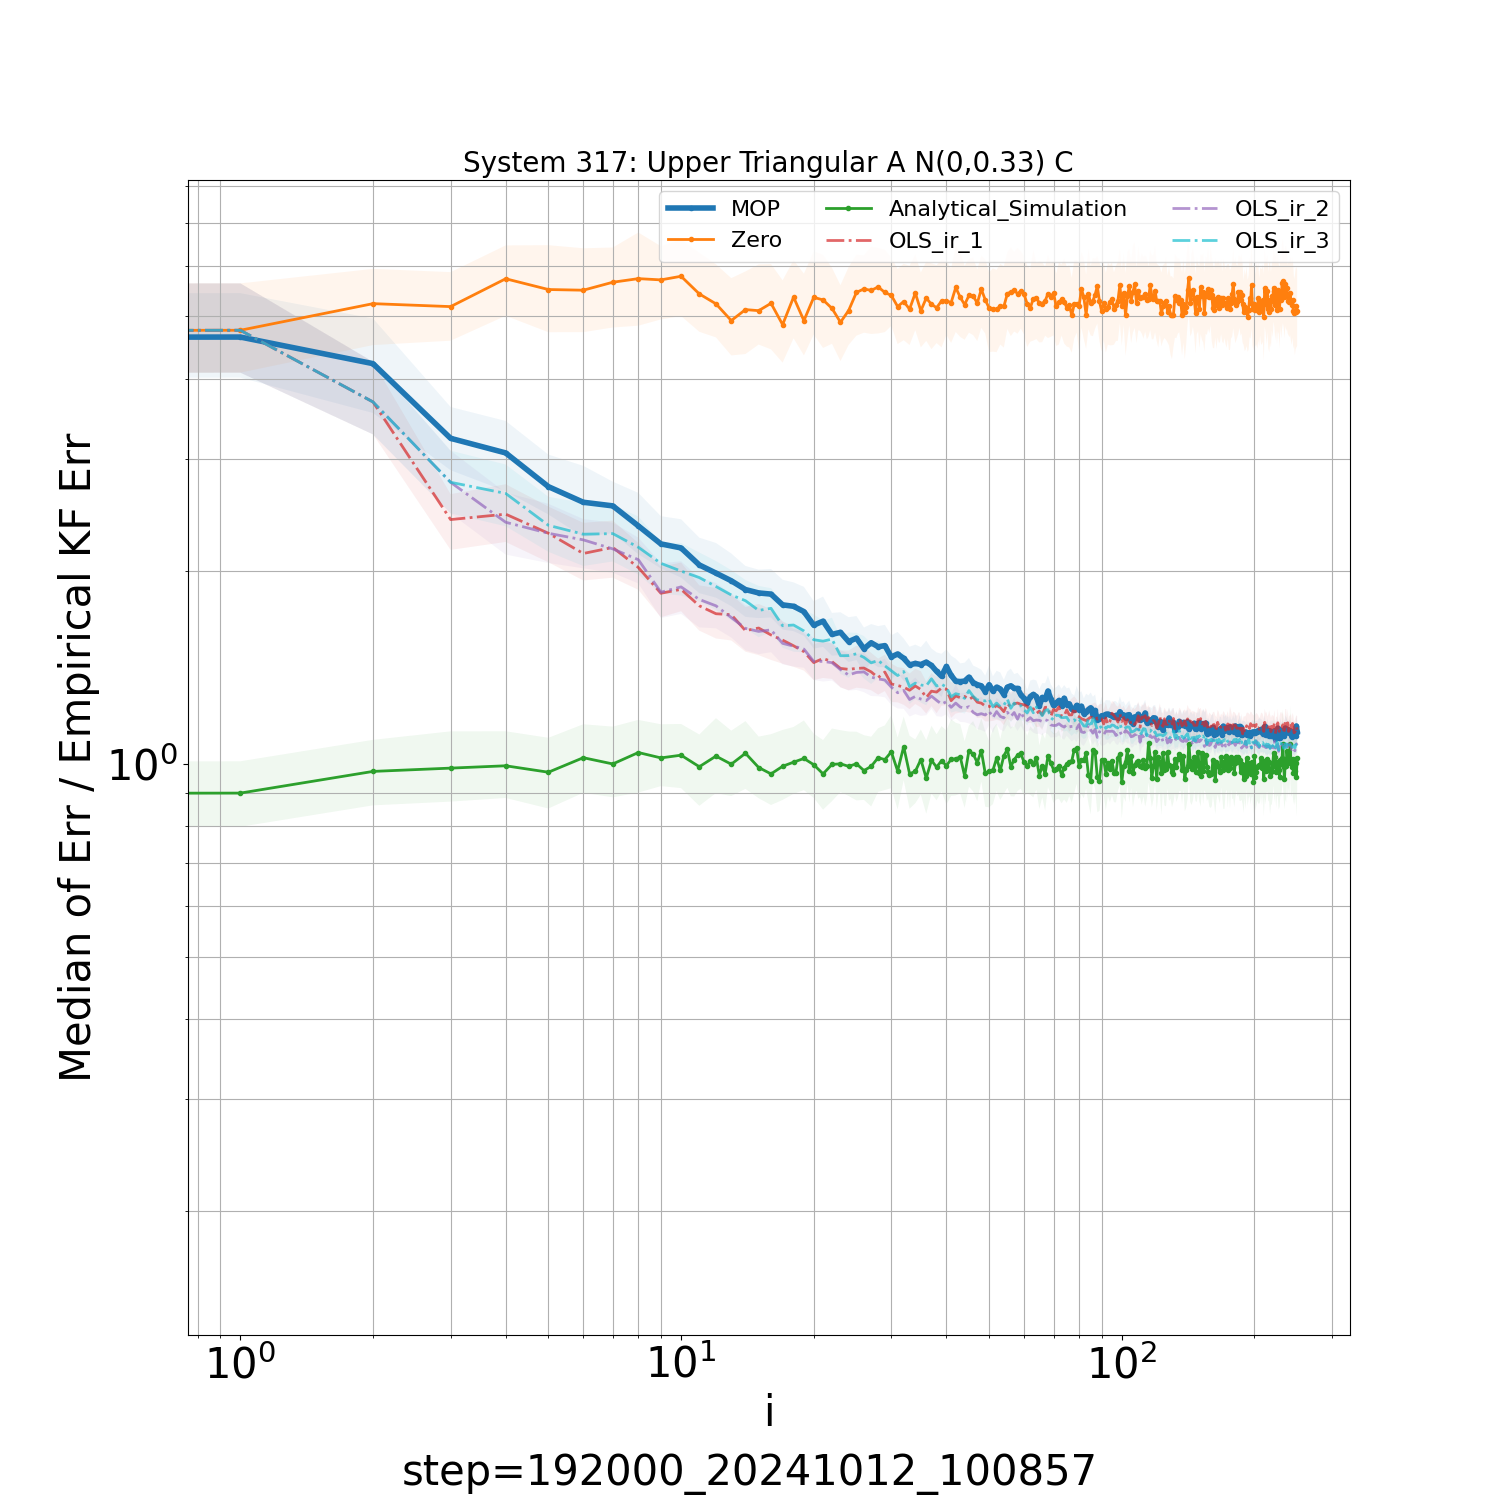 System 317: Upper Triangular A N(0,0.33) C
MOP
Zero
Analytical_Simulation
OLS_ir_1
OLS_ir_2
OLS_ir_3
Median of Err / Empirical KF Err
10⁰
10⁰
10¹
10²
i
step=192000_20241012_100857